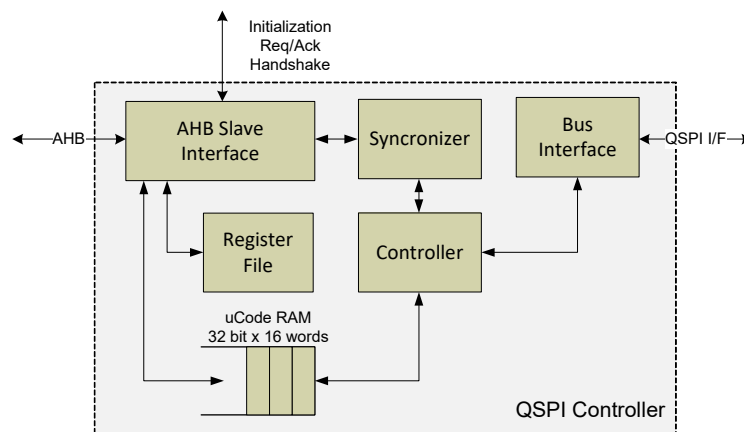 Initialization
Req/Ack
Handshake
AHB
AHB Slave
Interface
Syncronizer
Bus
Interface
QSPI I/F
Register
File
Controller
uCode RAM
32 bit x 16 words
QSPI Controller